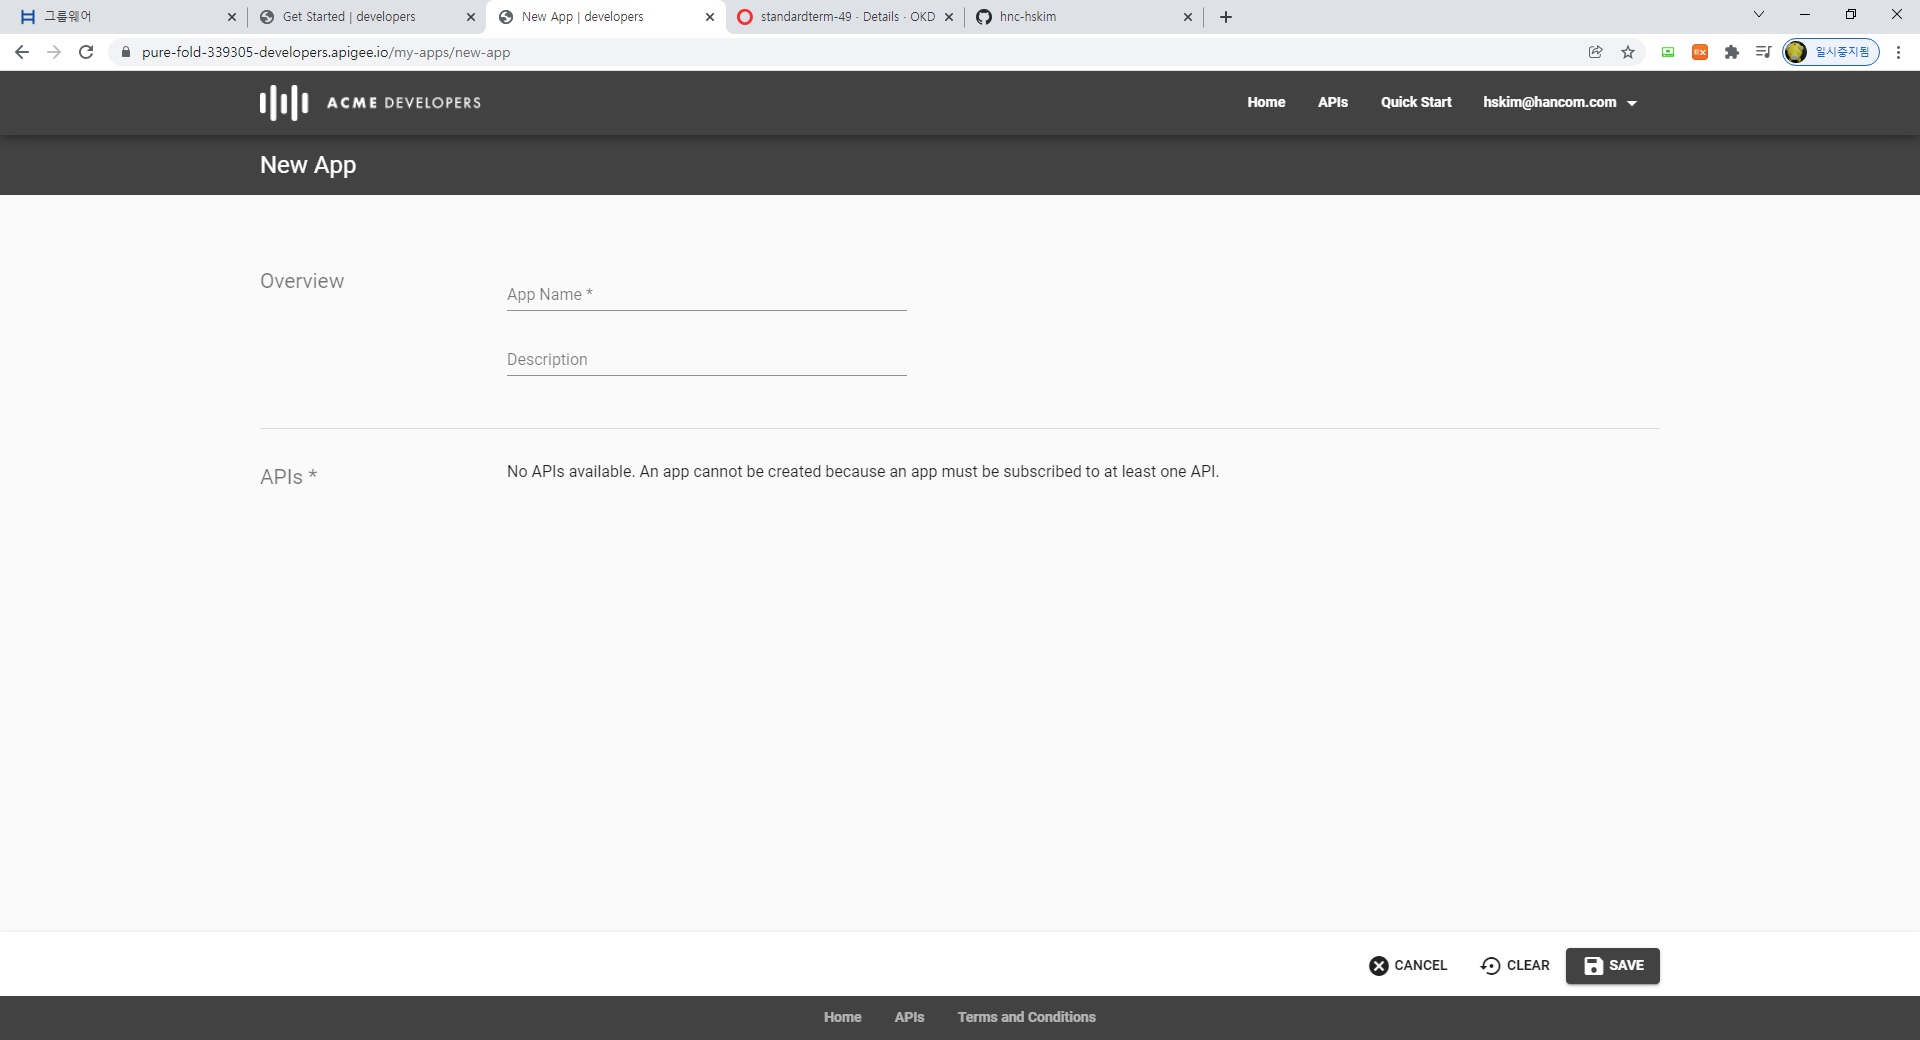 그룹웨어
Get Started | developers
New App | developers
standardterm-49 · Details · OKD
hnc-hskim
pure-fold-339305-developers.apigee.io/my-apps/new-app
일시중지됨
ACME DEVELOPERS
Home
APIs
Quick Start
hskim@hancom.com
New App
Overview
App Name *
Description
APIs *
No APIs available. An app cannot be created because an app must be subscribed to at least one API.
CANCEL
CLEAR
SAVE
Home
APIs
Terms and Conditions